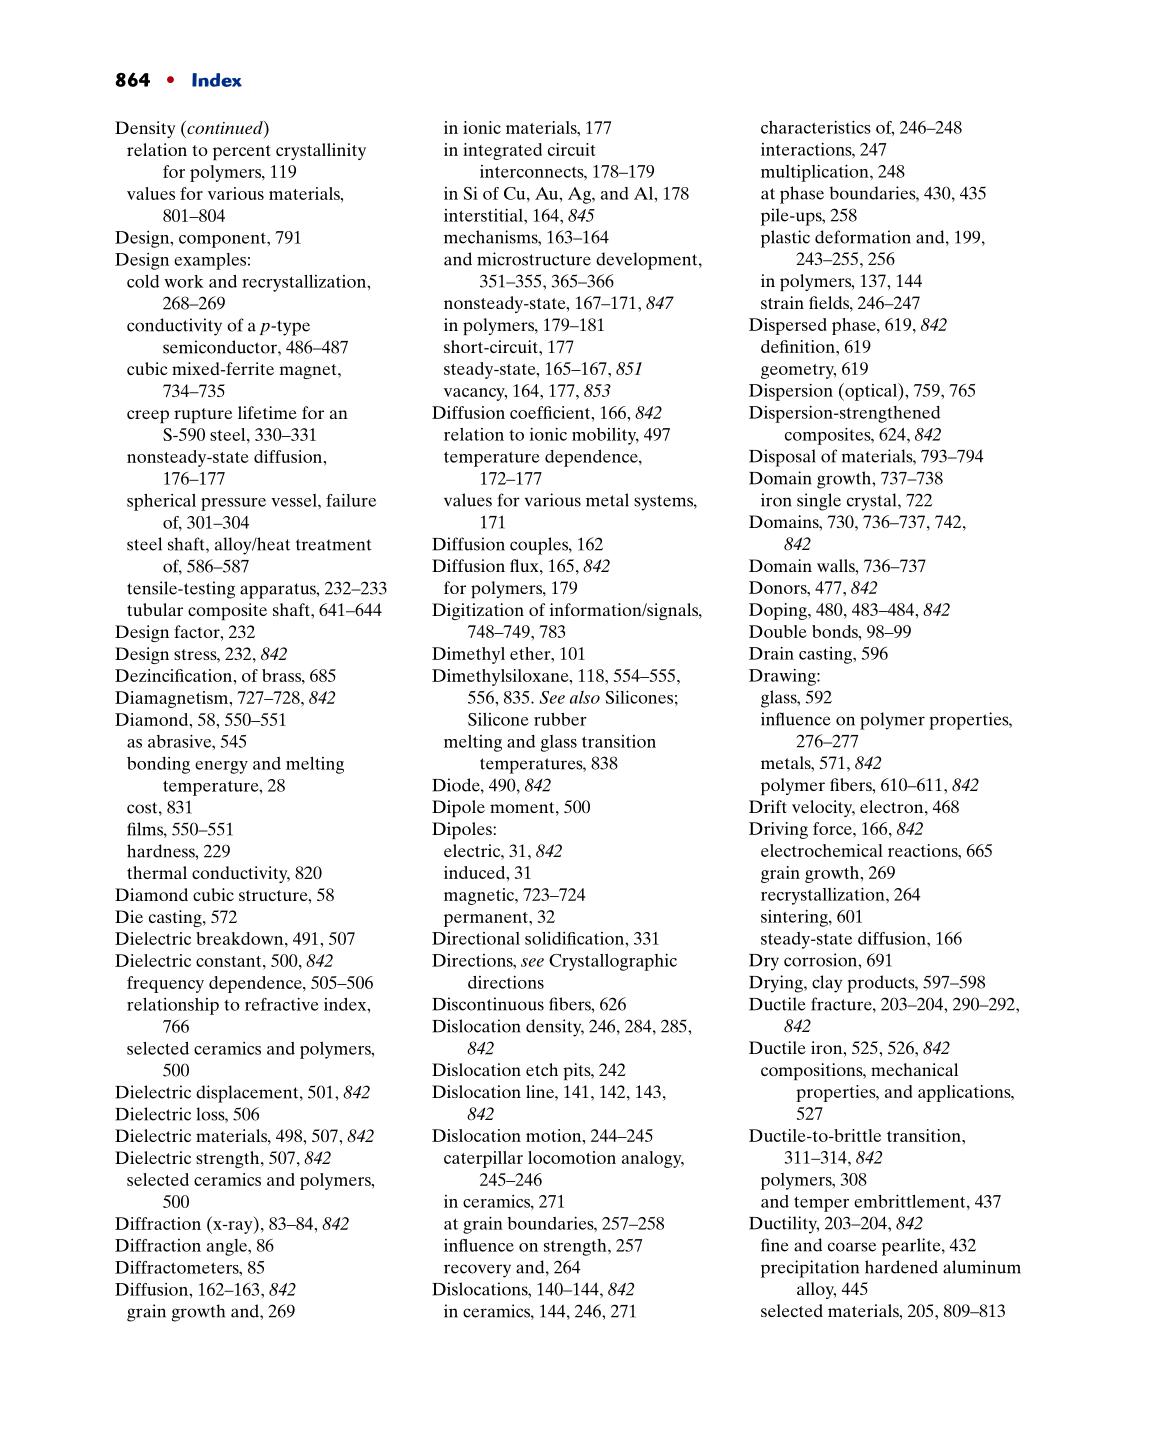 864 • Index
Density (continued)
relation to percent crystallinity
for polymers, 119
values for various materials,
801–804
Design, component, 791
Design examples:
cold work and recrystallization,
268–269
conductivity of a p-type
semiconductor, 486–487
cubic mixed-ferrite magnet,
734–735
creep rupture lifetime for an
S-590 steel, 330–331
nonsteady-state diffusion,
176–177
spherical pressure vessel, failure
of, 301–304
steel shaft, alloy/heat treatment
of, 586–587
tensile-testing apparatus, 232–233
tubular composite shaft, 641–644
Design factor, 232
Design stress, 232, 842
Dezincification, of brass, 685
Diamagnetism, 727–728, 842
Diamond, 58, 550–551
as abrasive, 545
bonding energy and melting
temperature, 28
cost, 831
films, 550–551
hardness, 229
thermal conductivity, 820
Diamond cubic structure, 58
Die casting, 572
Dielectric breakdown, 491, 507
Dielectric constant, 500, 842
frequency dependence, 505–506
relationship to refractive index,
766
selected ceramics and polymers,
500
Dielectric displacement, 501, 842
Dielectric loss, 506
Dielectric materials, 498, 507, 842
Dielectric strength, 507, 842
selected ceramics and polymers,
500
Diffraction (x-ray), 83–84, 842
Diffraction angle, 86
Diffractometers, 85
Diffusion, 162–163, 842
grain growth and, 269
in ionic materials, 177
in integrated circuit
interconnects, 178–179
in Si of Cu, Au, Ag, and Al, 178
interstitial, 164, 845
mechanisms, 163–164
and microstructure development,
351–355, 365–366
nonsteady-state, 167–171, 847
in polymers, 179–181
short-circuit, 177
steady-state, 165–167, 851
vacancy, 164, 177, 853
Diffusion coefficient, 166, 842
relation to ionic mobility, 497
temperature dependence,
172–177
values for various metal systems,
171
Diffusion couples, 162
Diffusion flux, 165, 842
for polymers, 179
Digitization of information/signals,
748–749, 783
Dimethyl ether, 101
Dimethylsiloxane, 118, 554–555,
556, 835. See also Silicones;
Silicone rubber
melting and glass transition
temperatures, 838
Diode, 490, 842
Dipole moment, 500
Dipoles:
electric, 31, 842
induced, 31
magnetic, 723–724
permanent, 32
Directional solidification, 331
Directions, see Crystallographic
directions
Discontinuous fibers, 626
Dislocation density, 246, 284, 285,
842
Dislocation etch pits, 242
Dislocation line, 141, 142, 143,
842
Dislocation motion, 244–245
caterpillar locomotion analogy,
245–246
in ceramics, 271
at grain boundaries, 257–258
influence on strength, 257
recovery and, 264
Dislocations, 140–144, 842
in ceramics, 144, 246, 271
characteristics of, 246–248
interactions, 247
multiplication, 248
at phase boundaries, 430, 435
pile-ups, 258
plastic deformation and, 199,
243–255, 256
in polymers, 137, 144
strain fields, 246–247
Dispersed phase, 619, 842
definition, 619
geometry, 619
Dispersion (optical), 759, 765
Dispersion-strengthened
composites, 624, 842
Disposal of materials, 793–794
Domain growth, 737–738
iron single crystal, 722
Domains, 730, 736–737, 742,
842
Domain walls, 736–737
Donors, 477, 842
Doping, 480, 483–484, 842
Double bonds, 98–99
Drain casting, 596
Drawing:
glass, 592
influence on polymer properties,
276–277
metals, 571, 842
polymer fibers, 610–611, 842
Drift velocity, electron, 468
Driving force, 166, 842
electrochemical reactions, 665
grain growth, 269
recrystallization, 264
sintering, 601
steady-state diffusion, 166
Dry corrosion, 691
Drying, clay products, 597–598
Ductile fracture, 203–204, 290–292,
842
Ductile iron, 525, 526, 842
compositions, mechanical
properties, and applications,
527
Ductile-to-brittle transition,
311–314, 842
polymers, 308
and temper embrittlement, 437
Ductility, 203–204, 842
fine and coarse pearlite, 432
precipitation hardened aluminum
alloy, 445
selected materials, 205, 809–813